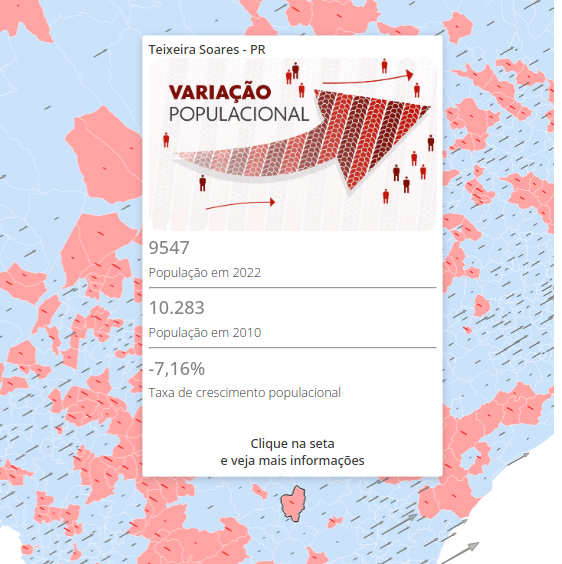 Teixeira Soares - PR
VARIAÇÃO
POPULACIONAL
9547
População em 2022
10.283
População em 2010
-7,16%
Taxa de crescimento populacional
Clique na seta
e veja mais informações